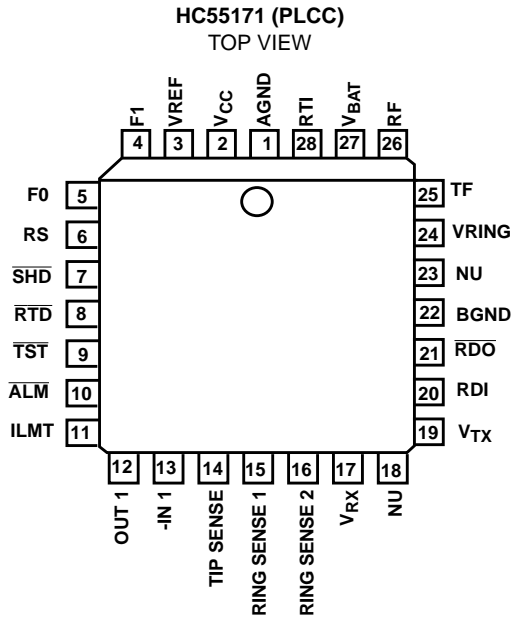 HC55171 (PLCC)
TOP VIEW
F1
VREF
VCC
AGND
RTI
VBAT
RF
4
3
2
1
28
27
26
F0 5
RS 6
SHD 7
RTD 8
TST 9
ALM 10
ILMT 11
25 TF
24 VRING
23 NU
22 BGND
21 RDO
20 RDI
19 VTX
12
13
14
15
16
17
18
OUT 1
-IN 1
TIP SENSE
RING SENSE 1
RING SENSE 2
VRX
NU